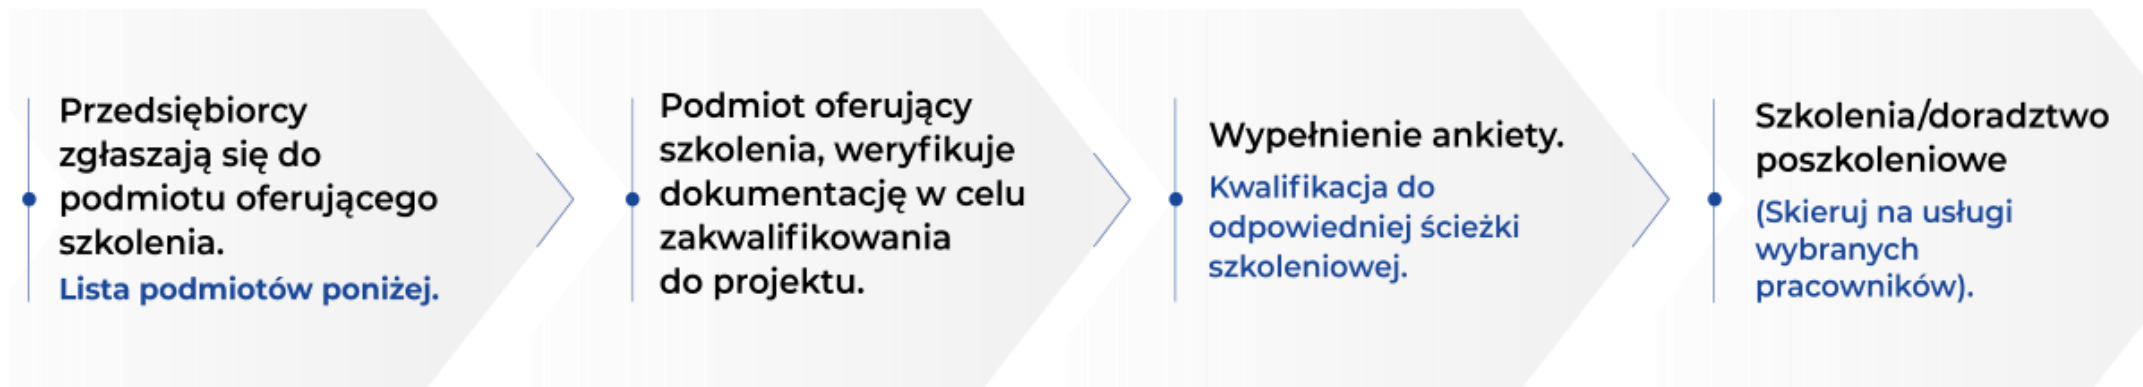 Przedsiębiorcy
zgłaszają się do
podmiotu oferującego
szkolenia.
Lista podmiotów poniżej.
Podmiot oferujący
szkolenia, weryfikuje
dokumentację w celu
zakwalifikowania
do projektu.
Wypełnienie ankiety.
Kwalifikacja do
odpowiedniej ścieżki
szkoleniowej.
Szkolenia/doradztwo
poszkoleniowe
(Skieruj na usługi
wybranych
pracowników).